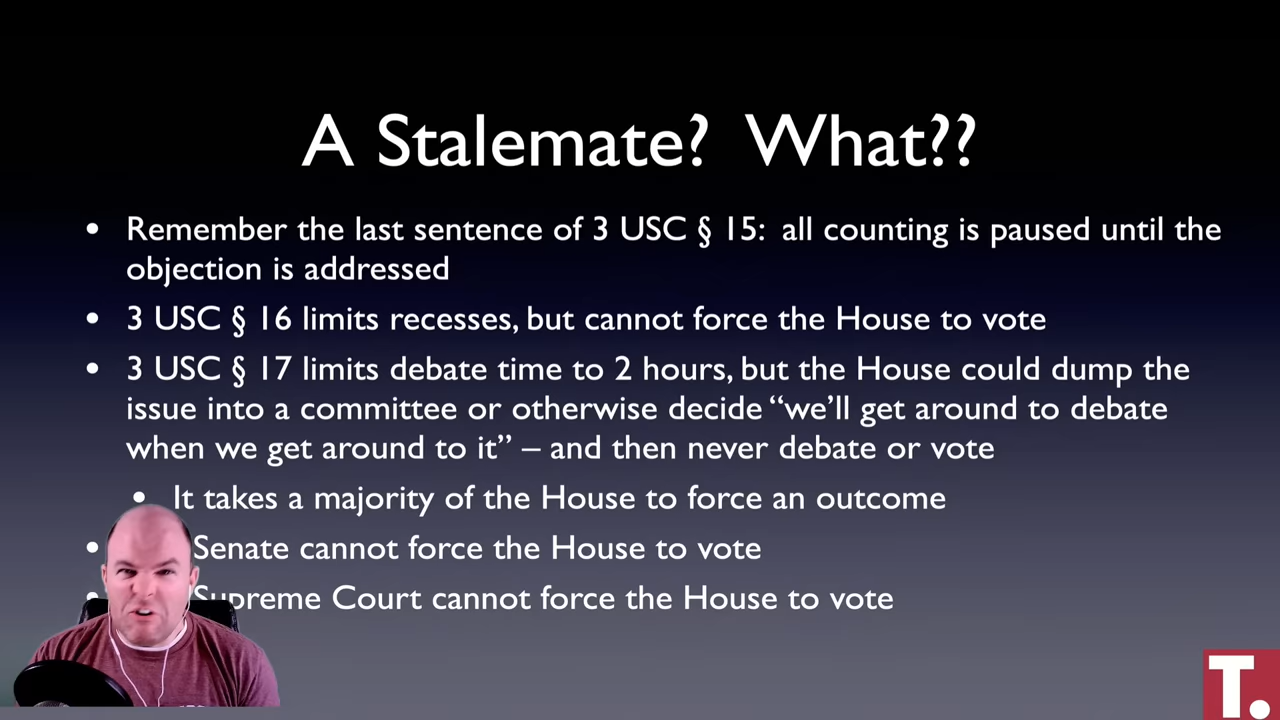 A Stalemate? What??
• Remember the last sentence of 3 USC § 15: all counting is paused until the
objection is addressed
• 3 USC § 16 limits recesses, but cannot force the House to vote
• 3 USC § 17 limits debate time to 2 hours, but the House could dump the
issue into a committee or otherwise decide “we’ll get around to debate
when we get around to it” – and then never debate or vote
• It takes a majority of the House to force an outcome
• Senate cannot force the House to vote
• Supreme Court cannot force the House to vote
T.